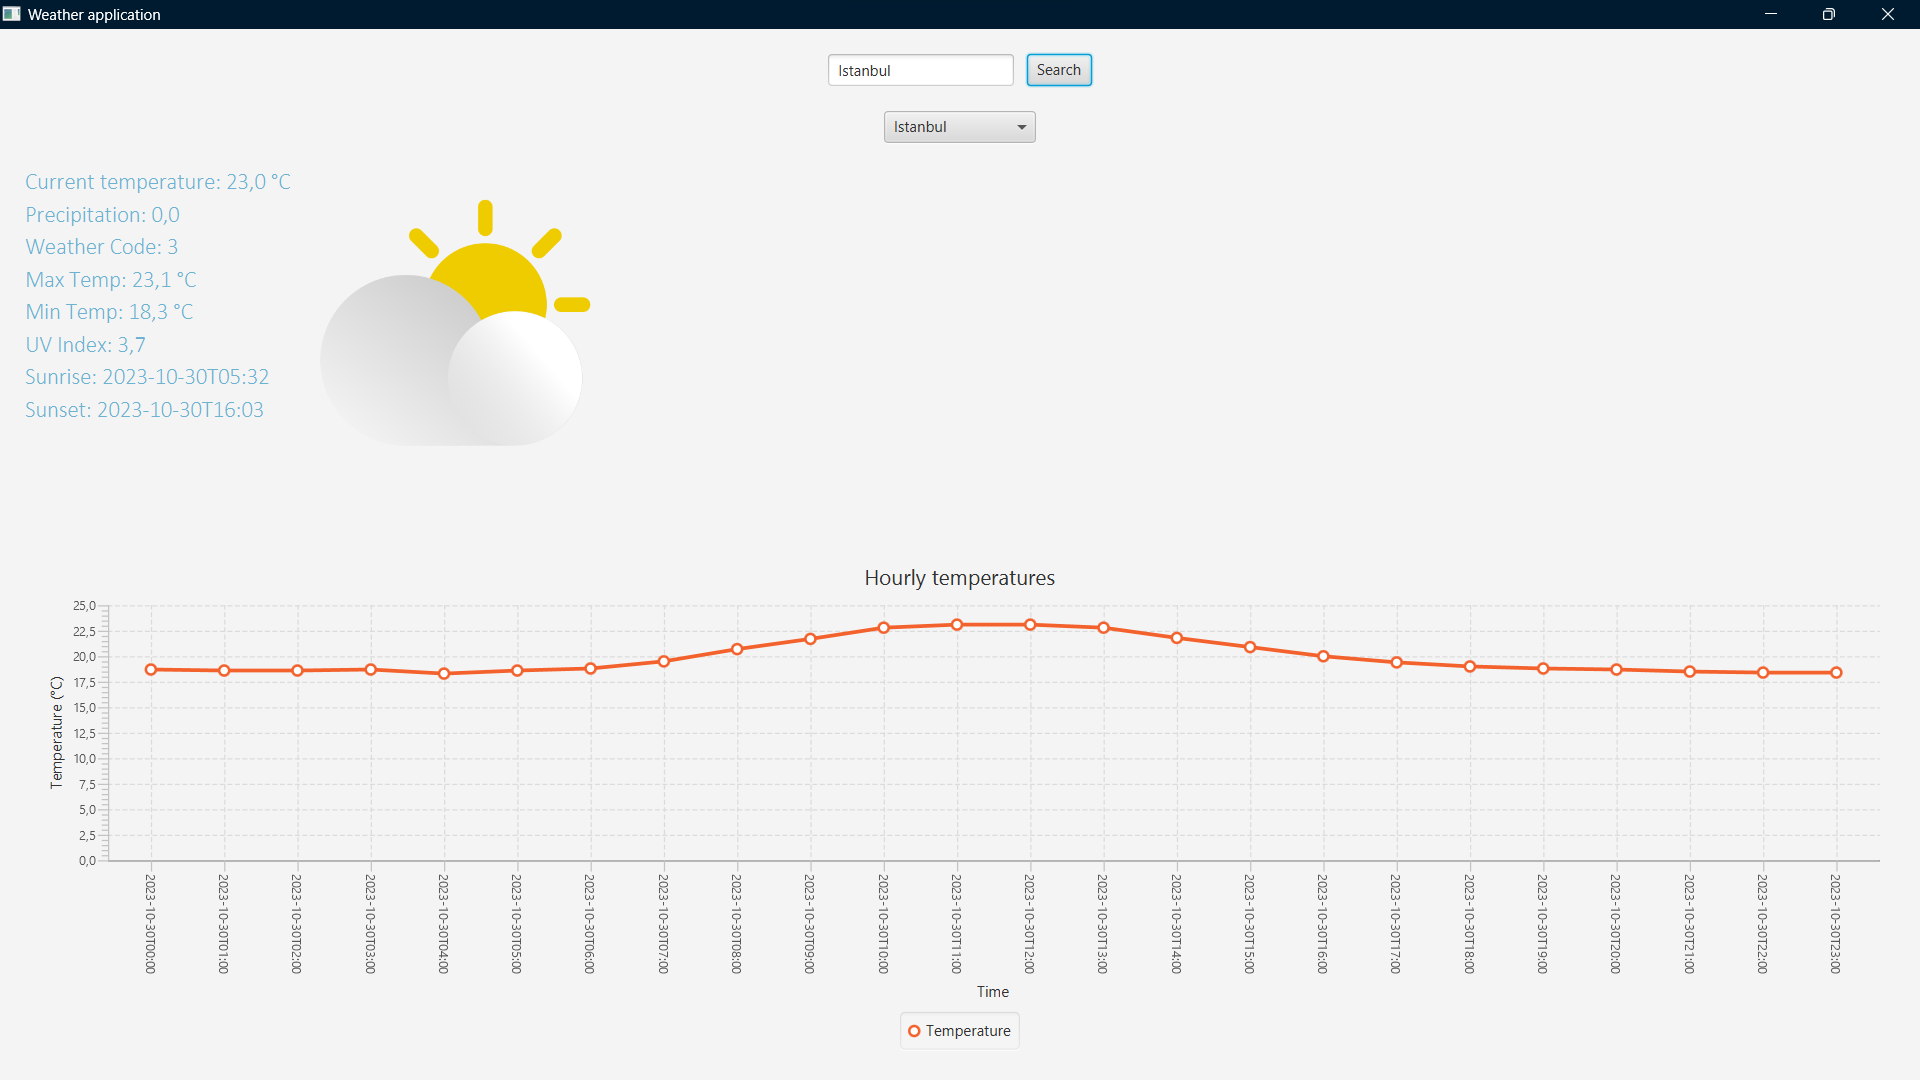 Weather application
Istanbul
Search
Istanbul
Current temperature: 23,0 °C
Precipitation: 0,0
Weather Code: 3
Max Temp: 23,1 °C
Min Temp: 18,3 °C
UV Index: 3,7
Sunrise: 2023-10-30T05:32
Sunset: 2023-10-30T16:03
Hourly temperatures
Temperature (°C)
25,0
22,5
20,0
17,5
15,0
12,5
10,0
7,5
5,0
2,5
0,0
2023-10-30T00:00
2023-10-30T01:00
2023-10-30T02:00
2023-10-30T03:00
2023-10-30T04:00
2023-10-30T05:00
2023-10-30T06:00
2023-10-30T07:00
2023-10-30T08:00
2023-10-30T09:00
2023-10-30T10:00
2023-10-30T11:00
2023-10-30T12:00
2023-10-30T13:00
2023-10-30T14:00
2023-10-30T15:00
2023-10-30T16:00
2023-10-30T17:00
2023-10-30T18:00
2023-10-30T19:00
2023-10-30T20:00
2023-10-30T21:00
2023-10-30T22:00
2023-10-30T23:00
Time
Temperature